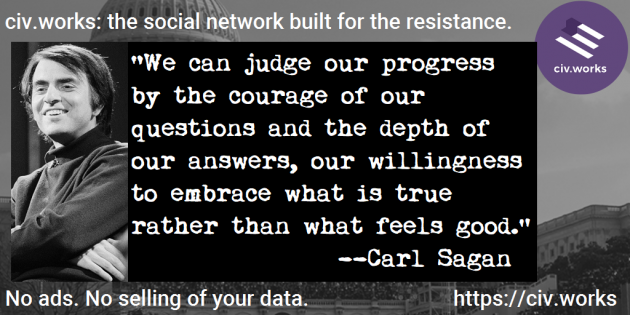 civ.works: the social network built for the resistance.
civ.works
"We can judge our progress
by the courage of our
questions and the depth of
our answers, our willingness
to embrace what is true
rather than what feels good."
--Carl Sagan
No ads. No selling of your data.
https://civ.works